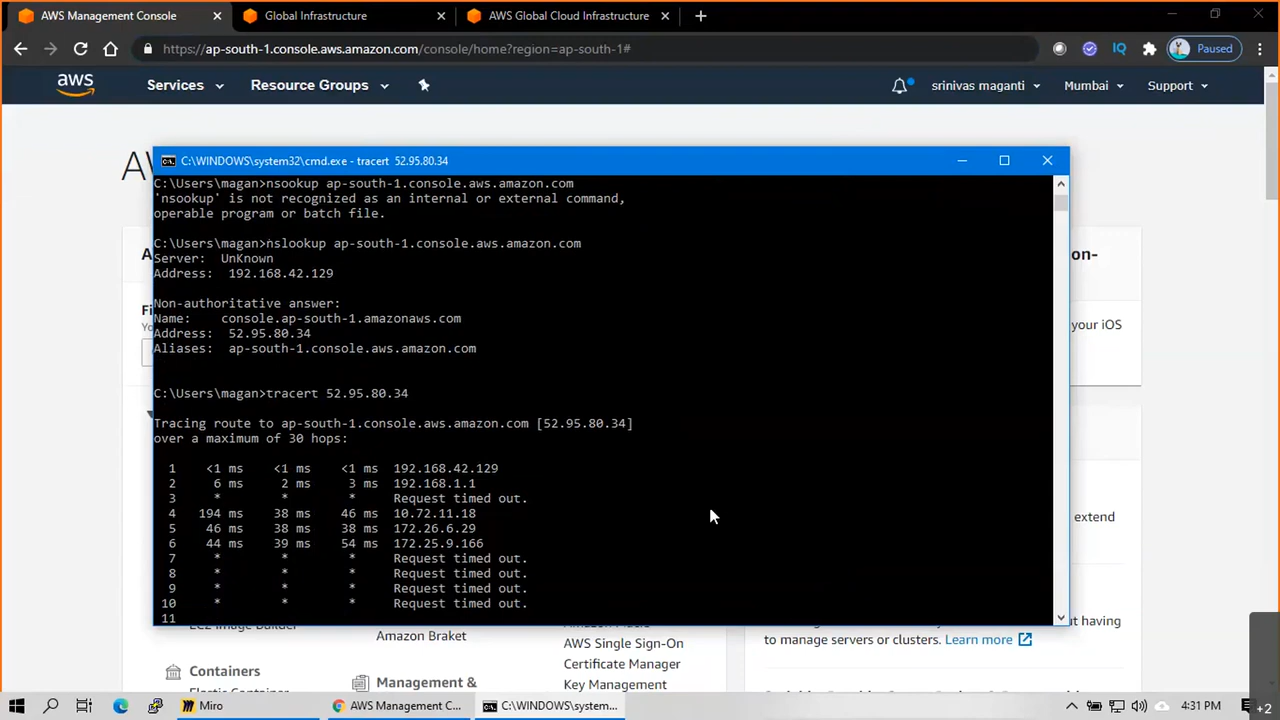 AWS Management Console
Global Infrastructure
AWS Global Cloud Infrastructure
https://ap-south-1.console.aws.amazon.com/console/home?region=ap-south-1#
IQ
Paused
aws
Services
Resource Groups
srinivas maganti
Mumbai
Support
C:\WINDOWS\system32\cmd.exe - tracert 52.95.80.34
C:\Users\magan>nsookup ap-south-1.console.aws.amazon.com
'nsookup' is not recognized as an internal or external command,
operable program or batch file.
C:\Users\magan>nslookup ap-south-1.console.aws.amazon.com
Server: UnKnown
Address: 192.168.42.129
Non-authoritative answer:
Name: console.ap-south-1.amazonaws.com
Address: 52.95.80.34
Aliases: ap-south-1.console.aws.amazon.com
C:\Users\magan>tracert 52.95.80.34
Tracing route to ap-south-1.console.aws.amazon.com [52.95.80.34]
over a maximum of 30 hops:
1 <1 ms <1 ms <1 ms 192.168.42.129
2 6 ms 2 ms 3 ms 192.168.1.1
3 * * * Request timed out.
4 194 ms 38 ms 46 ms 10.72.11.18
5 46 ms 38 ms 38 ms 172.26.6.29
6 44 ms 39 ms 54 ms 172.25.9.166
7 * * * Request timed out.
8 * * * Request timed out.
9 * * * Request timed out.
10 * * * Request timed out.
11
on-
your iOS
extend
ut having
to manage servers or clusters. Learn more
EC2 Image Builder
Containers
Amazon Braket
Management &
AWS Single Sign-On
Certificate Manager
Key Management
Miro
AWS Management C...
C:\WINDOWS\system...
4:31 PM
+2